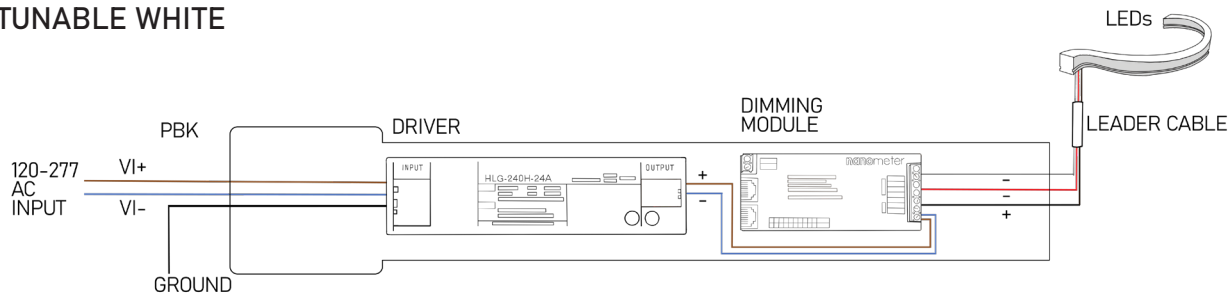 TUNABLE WHITE
LEDs
DIMMING
MODULE
PBK
DRIVER
LEADER CABLE
120-277
AC
INPUT
VI+
VI-
INPUT
HLG-240H-24A
OUTPUT
+
-
nanometer
-
-
+
GROUND